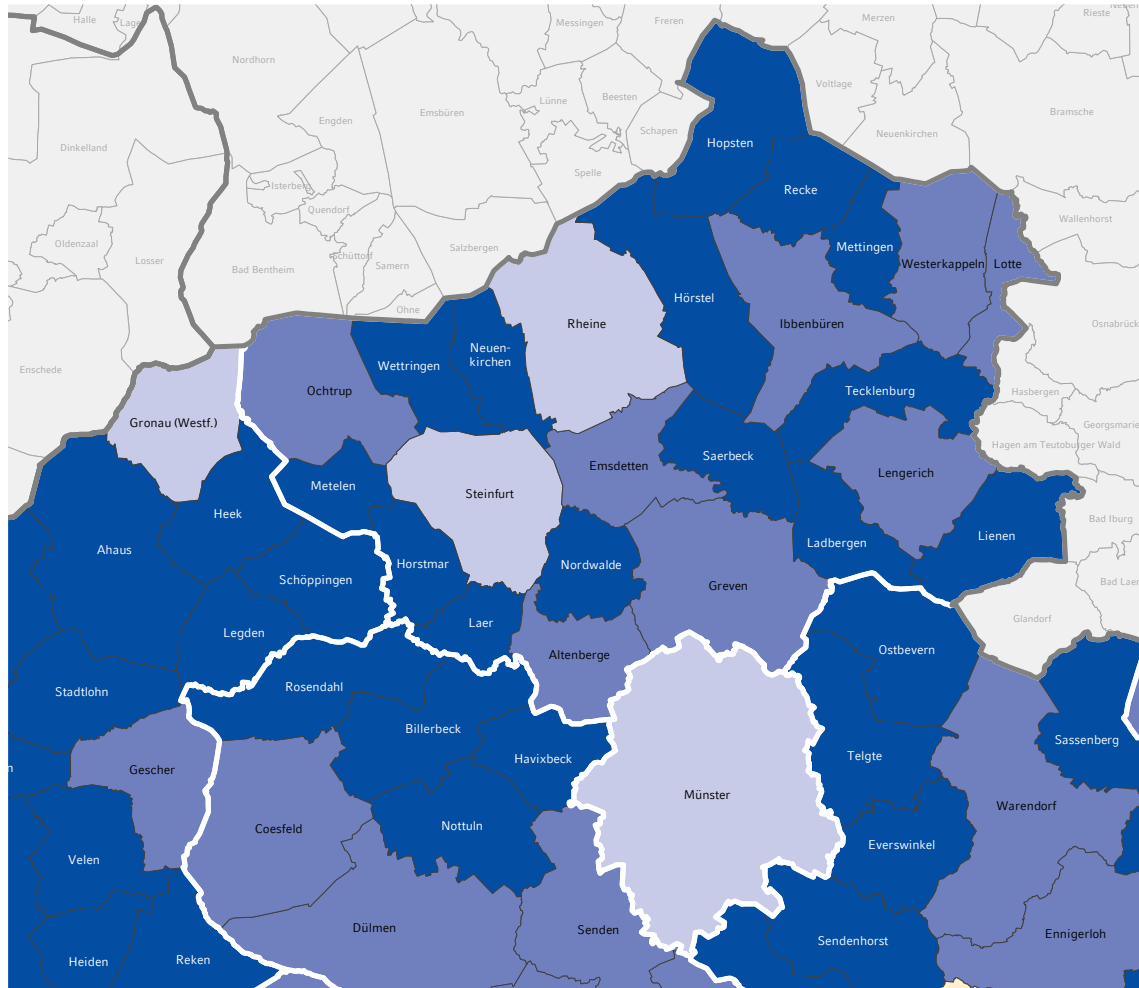 Halle
Lage
Messingen
Freren
Merzen
Rieste
Nordhorn
Voltlage
Lünne
Beesten
Emsbüren
Engden
Schapen
Bramsche
Neuenkirchen
Dinkelland
Hopsten
Spelle
Isterberg
Recke
Quendorf
Wallenhorst
Oldenzaal
Losser
Salzbergen
Mettingen
Bad Bentheim
Schüttorf
Samern
Westerkappeln
Lotte
Hörstel
Ohne
Rheine
Ibbenbüren
Osnabrück
Neuen-
kirchen
Wettringen
Enschede
Ochtrup
Tecklenburg
Hasbergen
Gronau (Westf.)
Georgsmarie
Hagen am Teutoburger Wald
Saerbeck
Emsdetten
Lengerich
Metelen
Steinfurt
Heek
Bad Iburg
Lienen
Ladbergen
Ahaus
Horstmar
Nordwalde
Schöppingen
Bad Laer
Greven
Glandorf
Laer
Legden
Ostbevern
Altenberge
Rosendahl
Stadtlohn
Billerbeck
Sassenberg
Telgte
Havixbeck
Gescher
n
Münster
Warendorf
Nottuln
Coesfeld
Everswinkel
Velen
Dülmen
Senden
Ennigerloh
Sendenhorst
Heiden
Reken